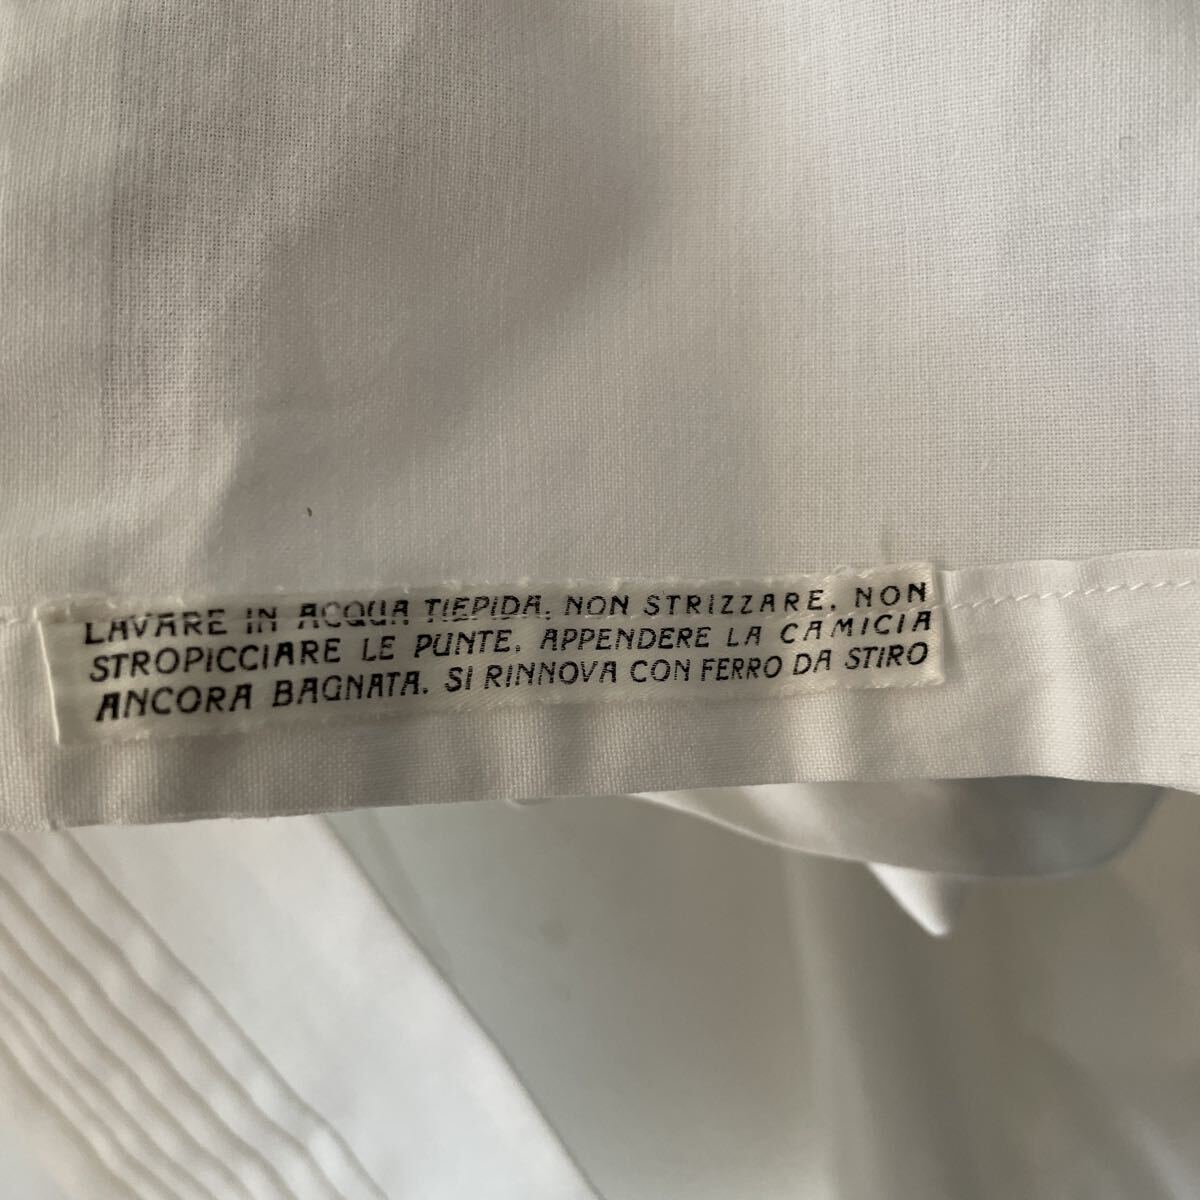 LAVARE IN ACQUA TIEPIDA. NON STRIZZARE. NON
STROPICCIARE LE PUNTE. APPENDERE LA CAMICIA
ANCORA BAGNATA. SI RINNOVA CON FERRO DA STIRO